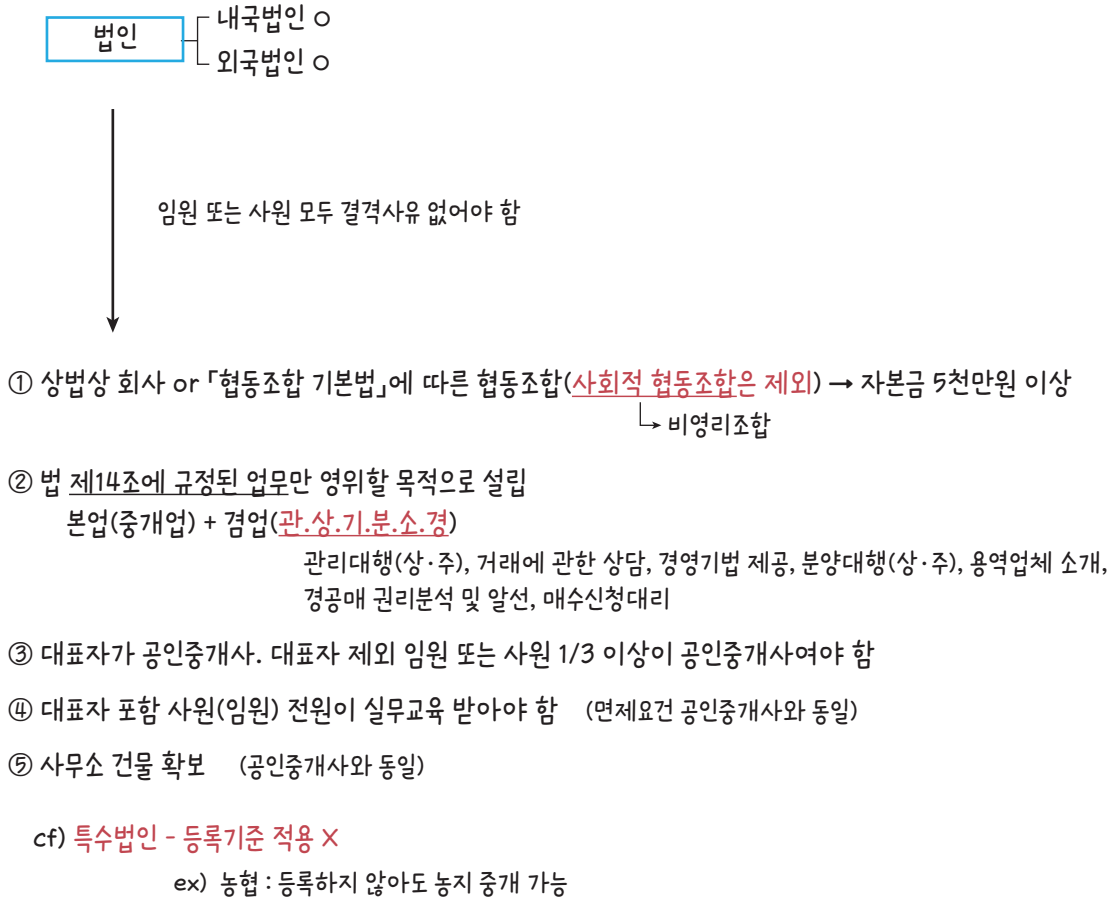 법인
내국법인 ○
외국법인 ○
임원 또는 사원 모두 결격사유 없어야 함
① 상법상 회사 or 「협동조합 기본법」에 따른 협동조합(사회적 협동조합은 제외) → 자본금 5천만원 이상
비영리조합
② 법 제14조에 규정된 업무만 영위할 목적으로 설립
본업(중개업) + 겸업(관.상.기.분.소.경)
관리대행(상·주), 거래에 관한 상담, 경영기법 제공, 분양대행(상·주), 용역업체 소개,
경공매 권리분석 및 알선, 매수신청대리
③ 대표자가 공인중개사. 대표자 제외 임원 또는 사원 1/3 이상이 공인중개사여야 함
④ 대표자 포함 사원(임원) 전원이 실무교육 받아야 함 (면제요건 공인중개사와 동일)
⑤ 사무소 건물 확보 (공인중개사와 동일)
cf) 특수법인 - 등록기준 적용 X
ex) 농협 : 등록하지 않아도 농지 중개 가능